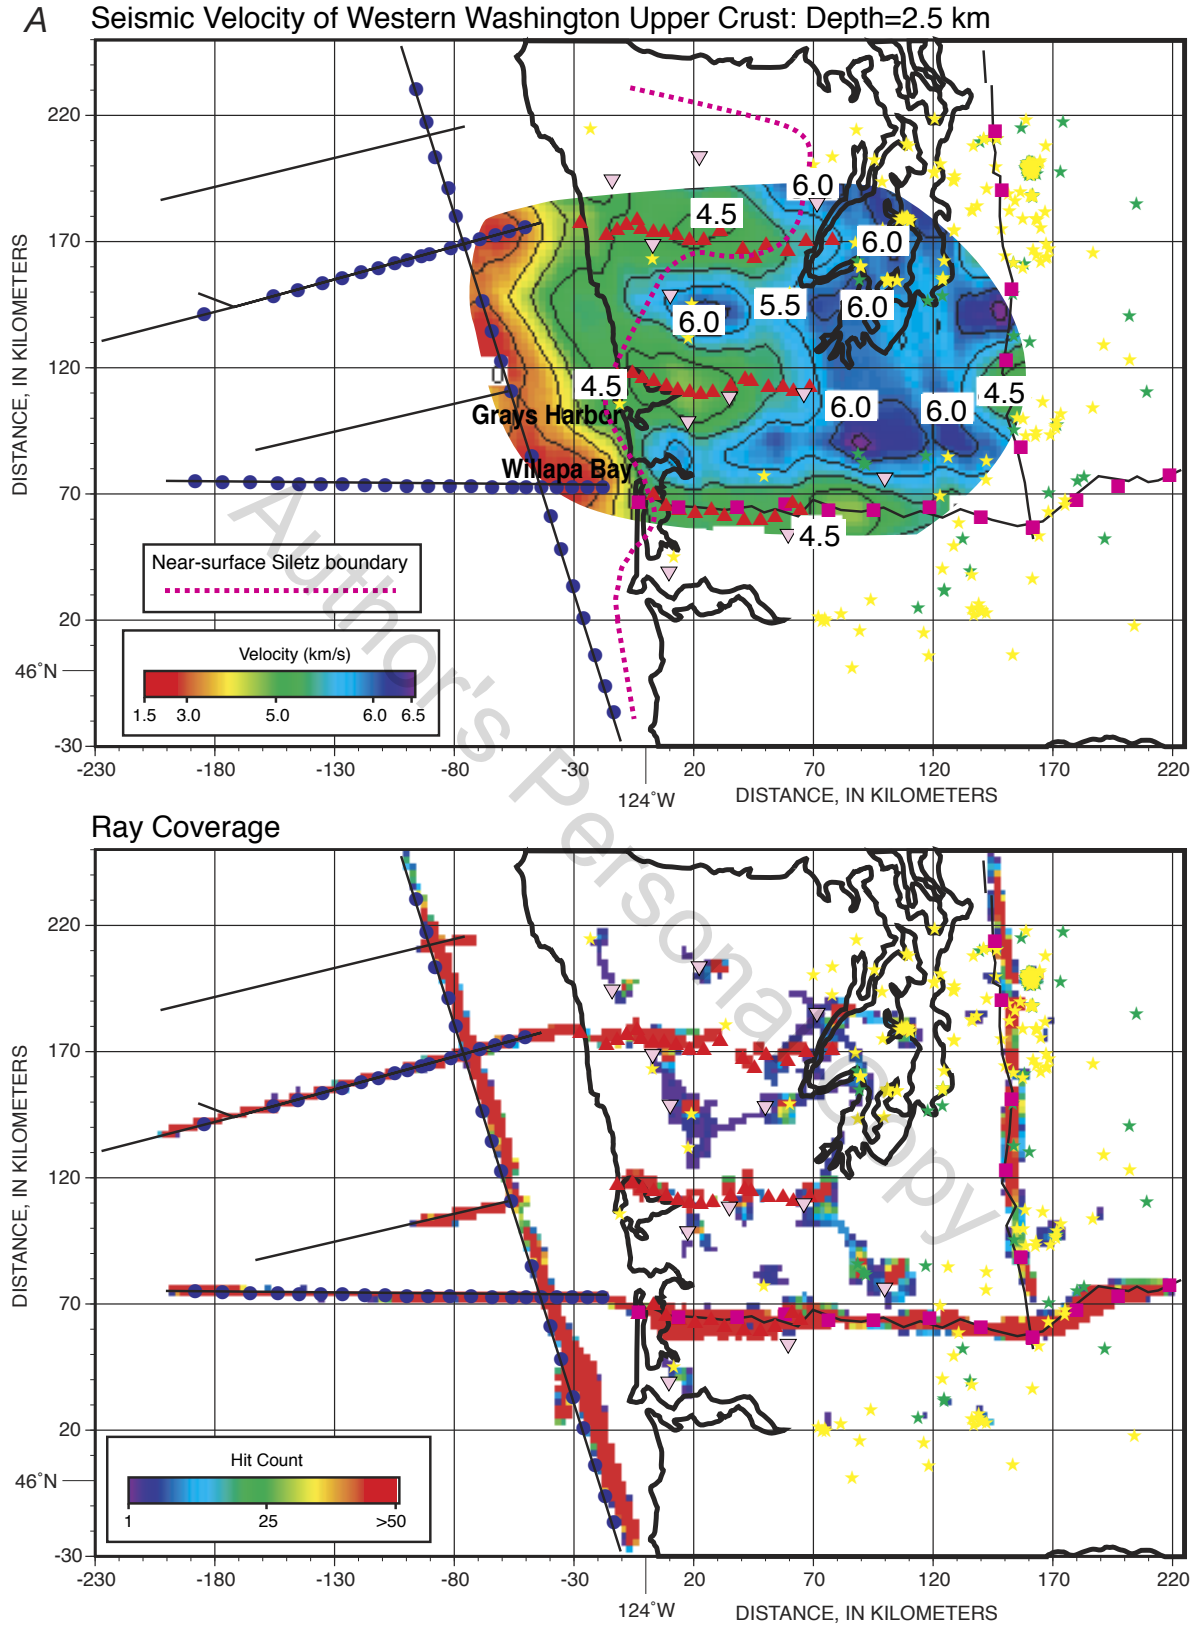 A
Seismic Velocity of Western Washington Upper Crust: Depth=2.5 km
DISTANCE, IN KILOMETERS
220
170
120
70
20
46°N
-30
6.0
4.5
6.0
5.5
6.0
6.0
4.5
4.5
6.0
6.0
Grays Harbor
Willapa Bay
4.5
Near-surface Siletz boundary
Velocity (km/s)
1.5 3.0 5.0 6.0 6.5
-230 -180 -130 -80 -30 20 70 120 170 220
124°W
DISTANCE, IN KILOMETERS
Author's Personal Copy
Ray Coverage
DISTANCE, IN KILOMETERS
220
170
120
70
20
46°N
-30
Hit Count
1 25 >50
-230 -180 -130 -80 -30 20 70 120 170 220
124°W
DISTANCE, IN KILOMETERS